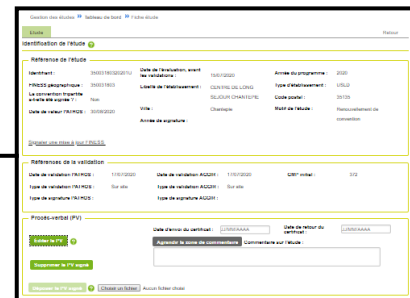 Gestion des études Tableau de bord Fiche étude
Etude Retour
Identification de l'étude
Référence de l'étude
Identifiant :
Date de l'évaluation, avant les validations : 15/07/2020
Année du programme : 2020
FINESS géographique : 350031803
Libellé de l'établissement : CENTRE DE LONG SEJOUR CHANTEPIE
Type d'établissement : USLD
La convention tripartite a-t-elle été signée ? : Non
Ville : Chantepie
Code postal : 35135
Date de valeur PATHOS : 30/09/2020
Année de signature :
Motif de l'étude : Renouvellement de convention
Signaler une mise à jour FINESS
Références de la validation
Date de validation PATHOS : 17/07/2020
Date de validation AGGIR : 17/07/2020
GMP initial : 972
Type de validation PATHOS : Sur site
Type de validation AGGIR : Sur site
Type de signature PATHOS :
Type de signature AGGIR :
Procès-verbal (PV)
Date d'envoi du certificat : JJ/MM/AAAA
Date de retour du certificat : JJ/MM/AAAA
Editer le PV
Agrandir la zone de commentaire Commentaire sur l'étude :
Supprimer le PV signé
Déposer le PV signé Choisir un fichier Aucun fichier choisi